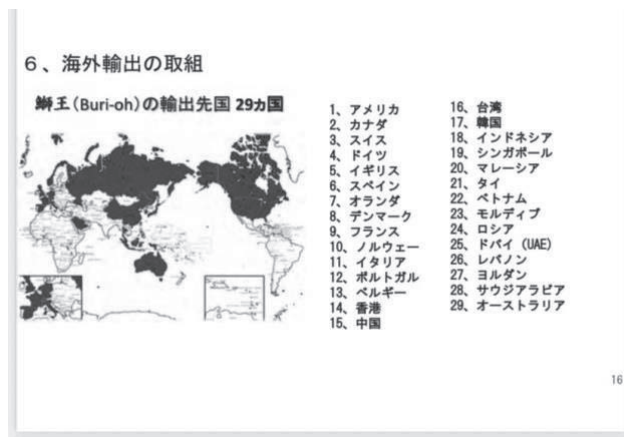 6、海外輸出の取組
鰤王(Buri-oh)の輸出先国 29ヵ国
1、アメリカ
2、カナダ
3、スイス
4、ドイツ
5、イギリス
6、スペイン
7、オランダ
8、デンマーク
9、フランス
10、ノルウェー
11、イタリア
12、ポルトガル
13、ベルギー
14、香港
15、中国
16、台湾
17、韓国
18、インドネシア
19、シンガポール
20、マレーシア
21、タイ
22、ベトナム
23、モルディブ
24、ロシア
25、ドバイ (UAE)
26、レバノン
27、ヨルダン
28、サウジアラビア
29、オーストラリア
16